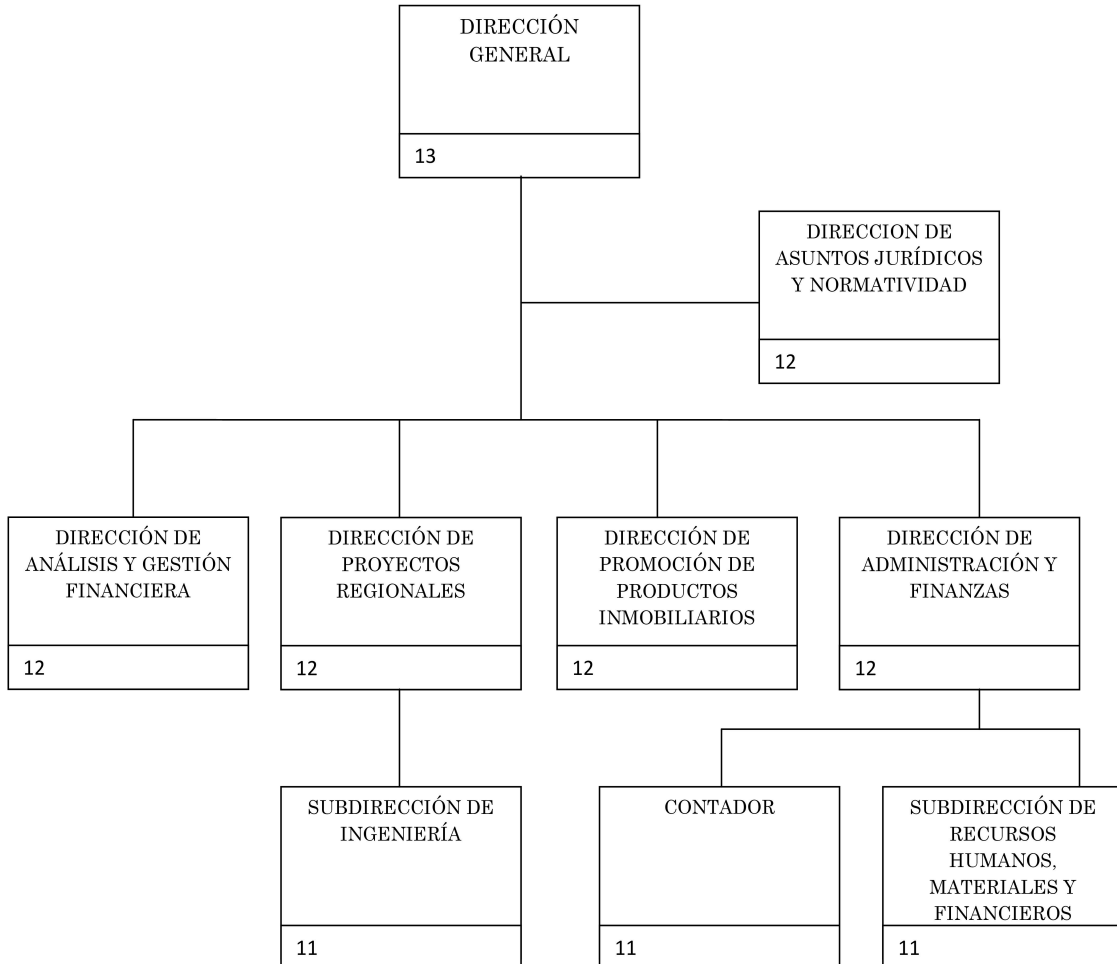 DIRECCIÓN
GENERAL
13
DIRECCION DE
ASUNTOS JURÍDICOS
Y NORMATIVIDAD
12
DIRECCIÓN DE
ANÁLISIS Y GESTIÓN
FINANCIERA
12
DIRECCIÓN DE
PROYECTOS
REGIONALES
12
DIRECCIÓN DE
PROMOCIÓN DE
PRODUCTOS
INMOBILIARIOS
12
DIRECCIÓN DE
ADMINISTRACIÓN Y
FINANZAS
12
SUBDIRECCIÓN DE
INGENIERÍA
11
CONTADOR
11
SUBDIRECCIÓN DE
RECURSOS
HUMANOS,
MATERIALES Y
FINANCIEROS
11